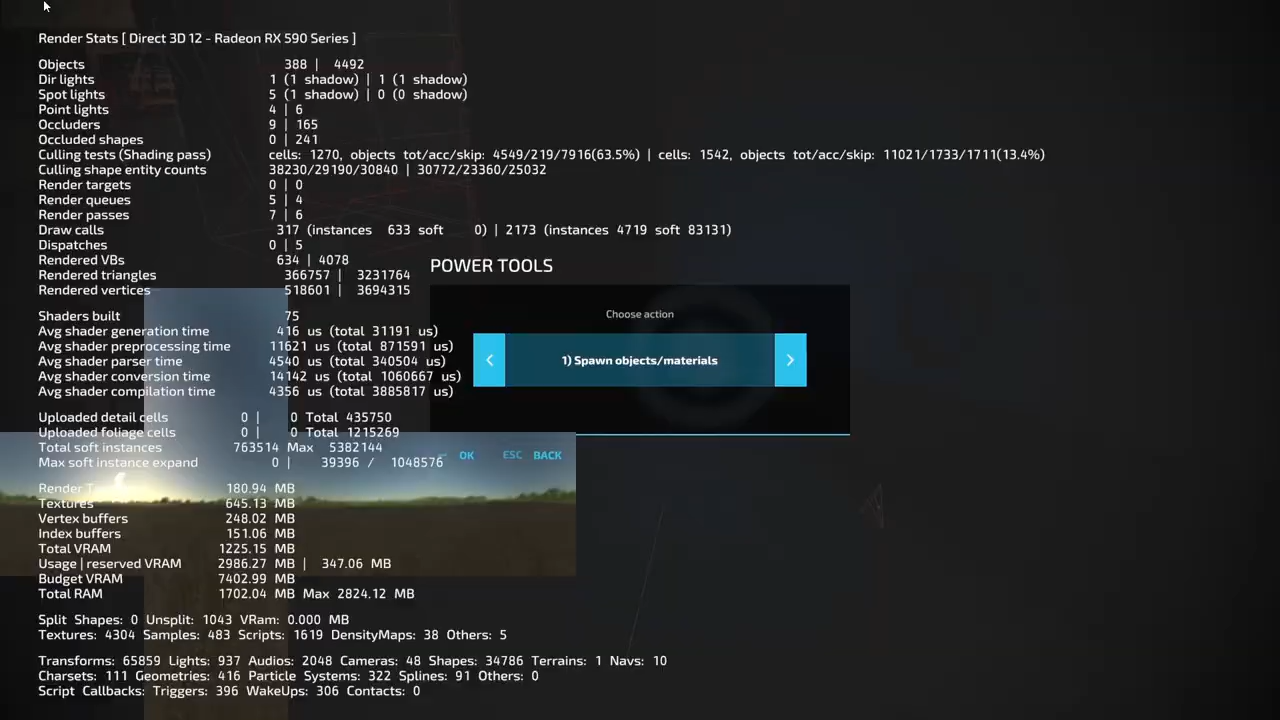 Render Stats [ Direct 3D 12 - Radeon RX 590 Series ]
Objects 388 | 4492
Dir lights 1 (1 shadow) | 1 (1 shadow)
Spot lights 5 (1 shadow) | 0 (0 shadow)
Point lights 4 | 6
Occluders 9 | 165
Occluded shapes 0 | 241
Culling tests (Shading pass) cells: 1270, objects tot/acc/skip: 4549/219/7916(63.5%) | cells: 1542, objects tot/acc/skip: 11021/1733/1711(13.4%)
Culling shape entity counts 38230/29190/30840 | 30772/23360/25032
Render targets 0 | 0
Render queues 5 | 4
Render passes 7 | 6
Draw calls 317 (instances 633 soft 0) | 2173 (instances 4719 soft 83131)
Dispatches 0 | 5
Rendered VBs 634 | 4078
Rendered triangles 366757 | 3231764
Rendered vertices 518601 | 3694315
Shaders built 75
Avg shader generation time 416 us (total 31191 us)
Avg shader preprocessing time 11621 us (total 871591 us)
Avg shader parser time 4540 us (total 340504 us)
Avg shader conversion time 14142 us (total 1060667 us)
Avg shader compilation time 4356 us (total 3885817 us)
Uploaded detail cells 0 | 0 Total 435750
Uploaded foliage cells 0 | 0 Total 1215269
Total soft instances 763514 Max 5382144
Max soft instance expand 0 | 39396 / 1048576
Render 180.94 MB
Textures 645.13 MB
Vertex buffers 248.02 MB
Index buffers 151.06 MB
Total VRAM 1225.15 MB
Usage | reserved VRAM 2986.27 MB | 347.06 MB
Budget VRAM 7402.99 MB
Total RAM 1702.04 MB Max 2824.12 MB
Split Shapes: 0 Unsplit: 1043 VRam: 0.000 MB
Textures: 4304 Samples: 483 Scripts: 1619 DensityMaps: 38 Others: 5
Transforms: 65859 Lights: 937 Audios: 2048 Cameras: 48 Shapes: 34786 Terrains: 1 Navs: 10
Charsets: 111 Geometries: 416 Particle Systems: 322 Splines: 91 Others: 0
Script Callbacks: Triggers: 396 WakeUps: 306 Contacts: 0
POWER TOOLS
Choose action
1) Spawn objects/materials
OK ESC BACK